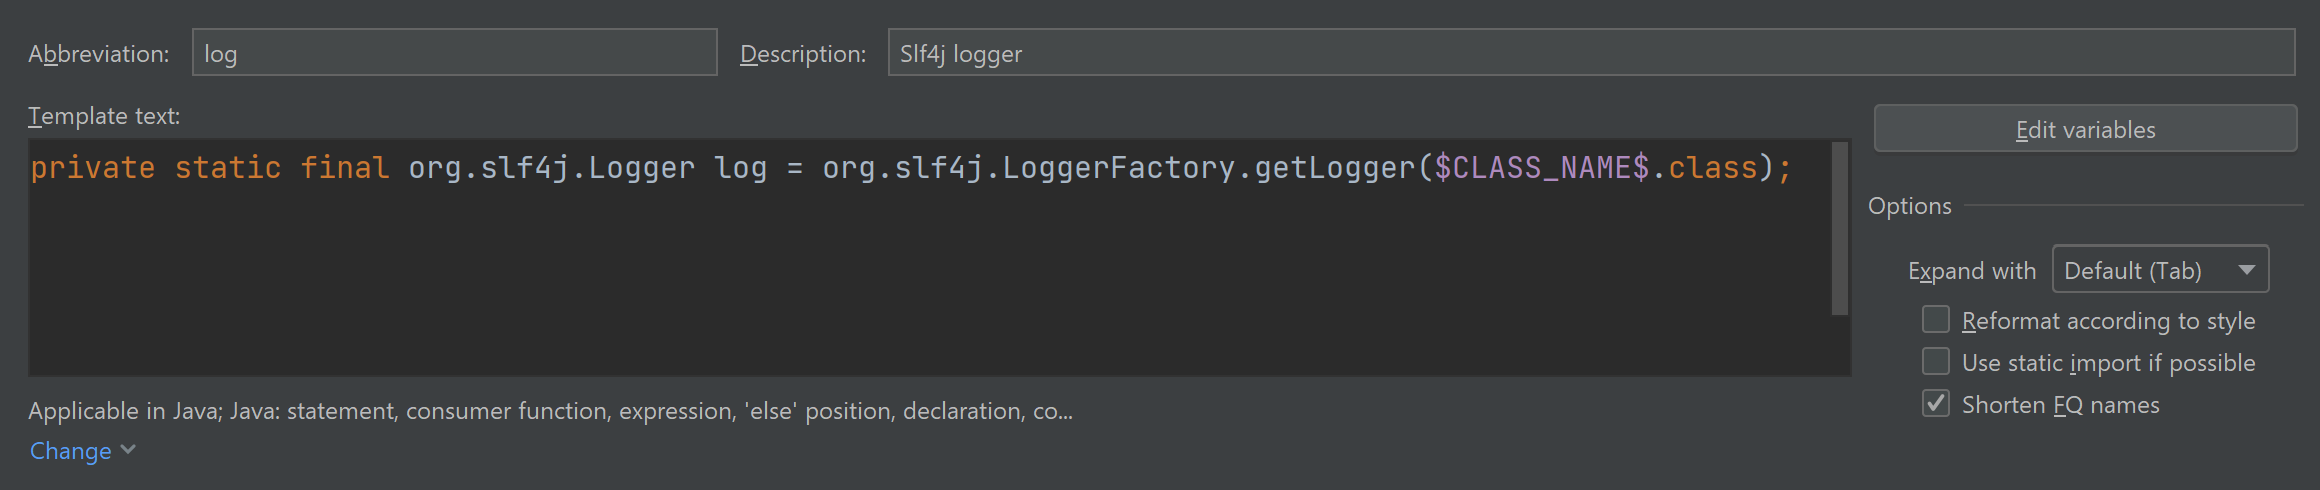 Abbreviation: log Description: Slf4j logger
Template text:
Edit variables
private static final org.slf4j.Logger log = org.slf4j.LoggerFactory.getLogger($CLASS_NAME$.class);
Options
Expand with Default (Tab)
Reformat according to style
Use static import if possible
Shorten FQ names
Applicable in Java; Java: statement, consumer function, expression, 'else' position, declaration, co...
Change